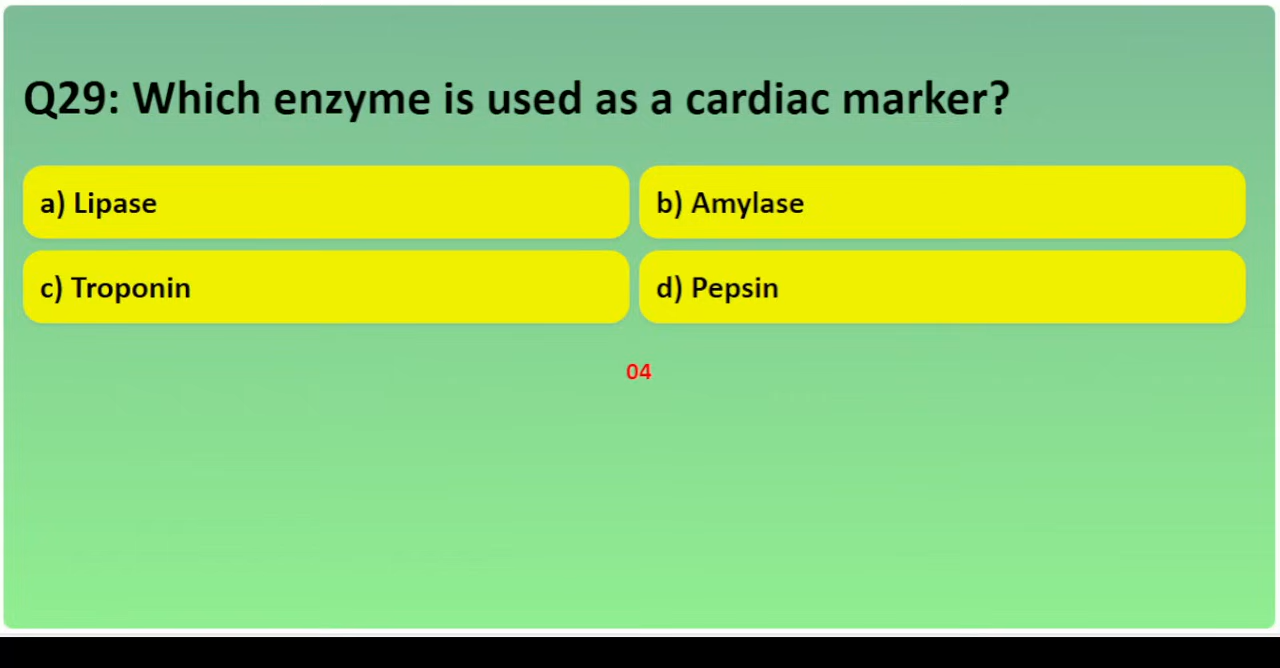 Q29: Which enzyme is used as a cardiac marker?
a) Lipase
b) Amylase
c) Troponin
d) Pepsin
04